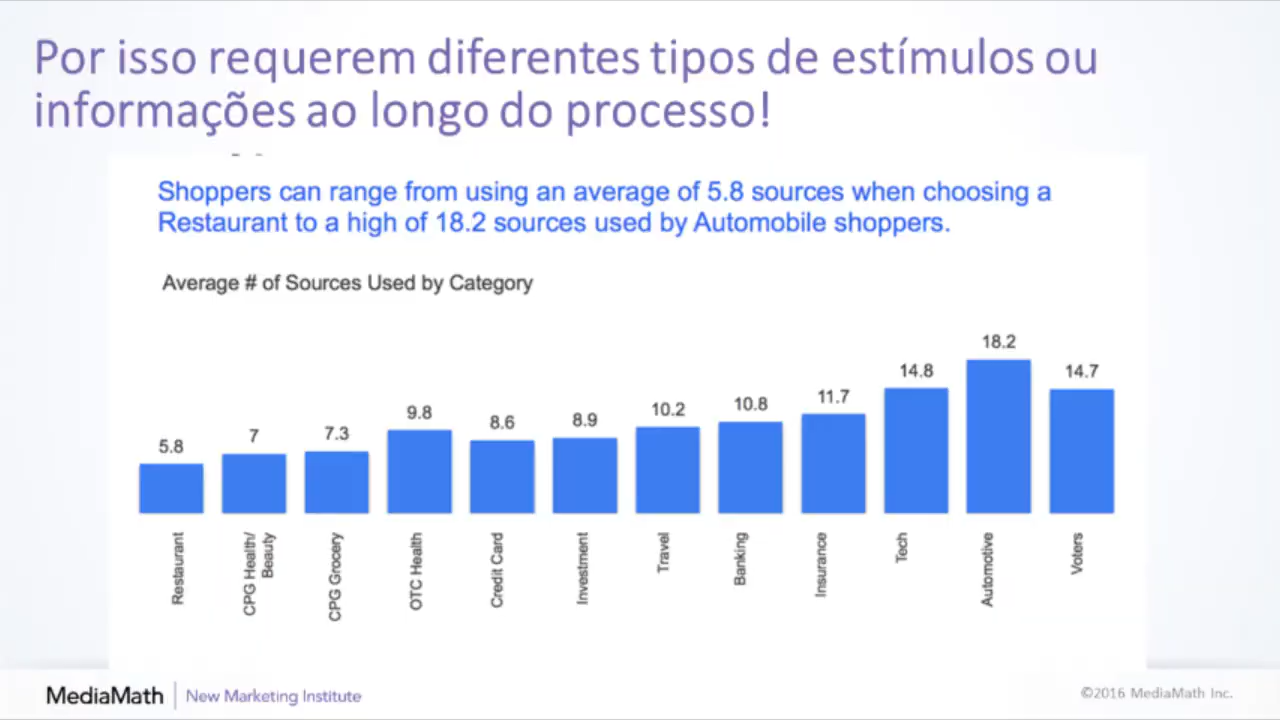 Por isso requerem diferentes tipos de estímulos ou
informações ao longo do processo!
Shoppers can range from using an average of 5.8 sources when choosing a
Restaurant to a high of 18.2 sources used by Automobile shoppers.
Average # of Sources Used by Category
5.8
7
7.3
9.8
8.6
8.9
10.2
10.8
11.7
14.8
18.2
14.7
Restaurant
CPG Health/
Beauty
CPG Grocery
OTC Health
Credit Card
Investment
Travel
Banking
Insurance
Tech
Automotive
Voters
MediaMath | New Marketing Institute
©2016 MediaMath Inc.